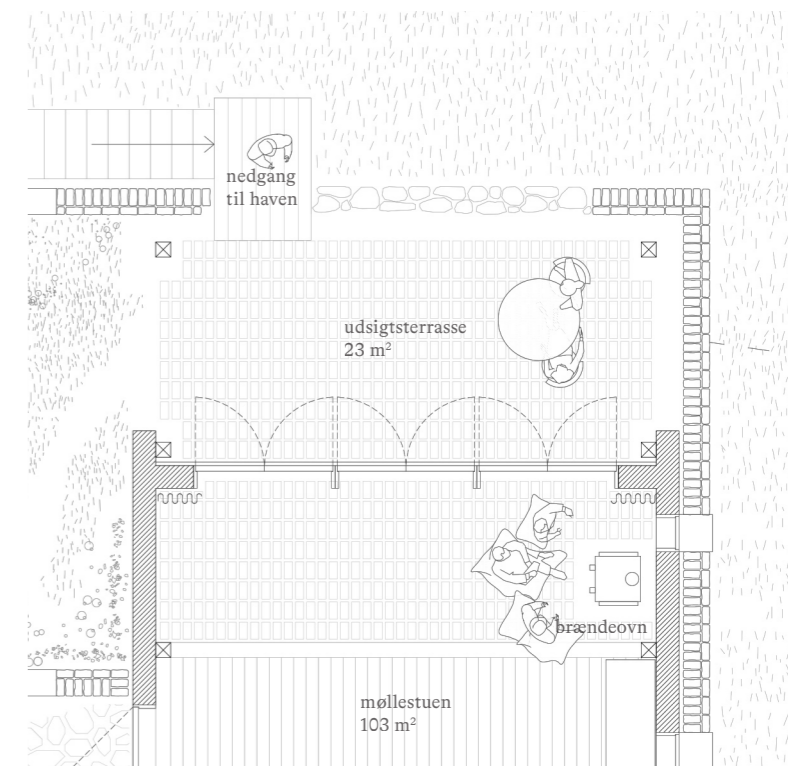 nedgang
til haven
udsigtsterrasse
23 m²
brændeovn
møllestuen
103 m²